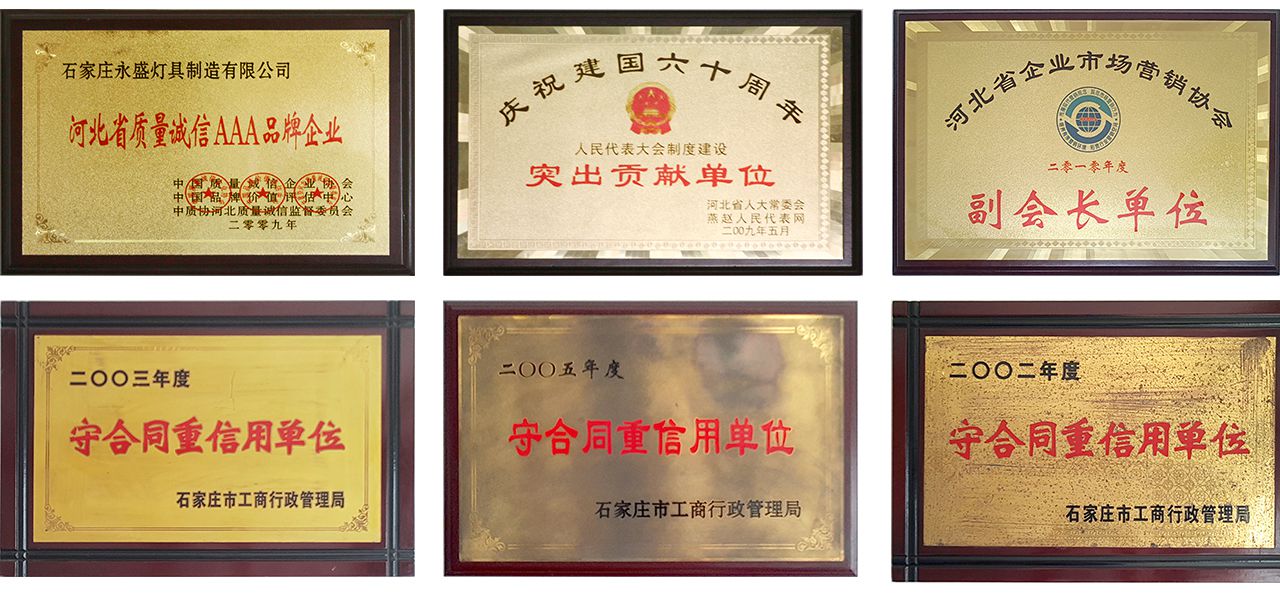 石家庄永盛灯具制造有限公司
河北省质量诚信AAA品牌企业
中国质量诚信企业协会
中国品牌价值评估中心
中质协河北质量诚信监督委员会
二零零九年
庆祝建国六十周年
人民代表大会制度建设
突出贡献单位
河北省人大常委会
燕赵人民代表网
二00九年五月
河北省企业市场营销协会
二零一零年度
副会长单位
二〇〇三年度
守合同重信用单位
石家庄市工商行政管理局
二〇〇五年度
守合同重信用单位
石家庄市工商行政管理局
二〇〇二年度
守合同重信用单位
石家庄市工商行政管理局